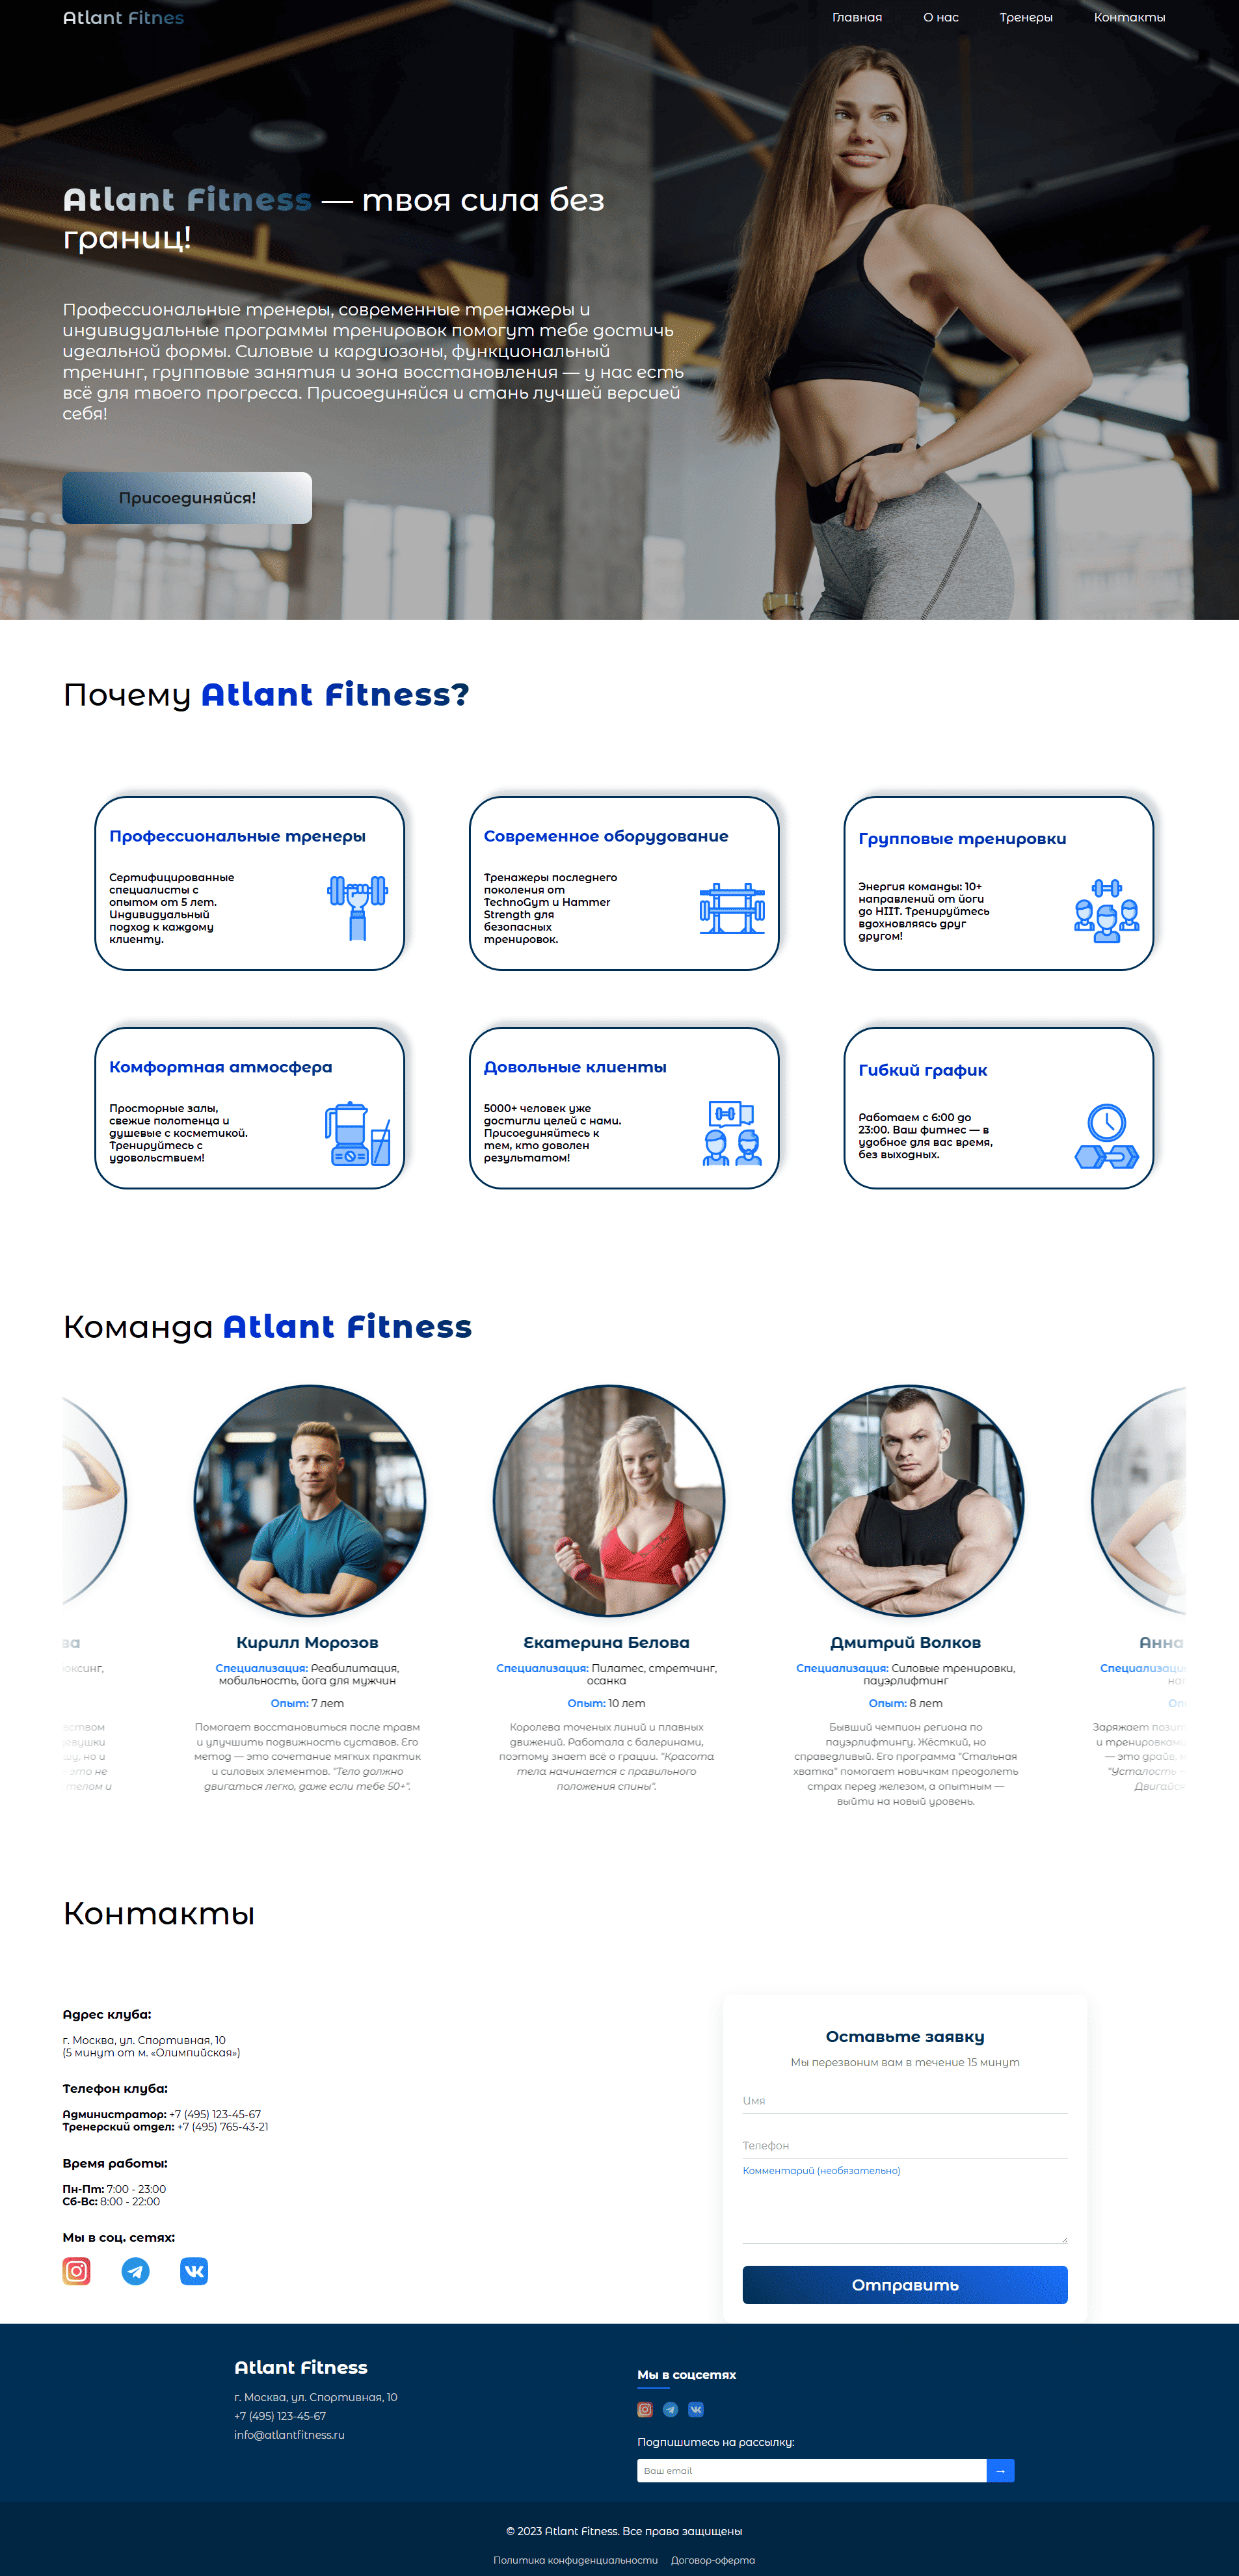 Atlant Fitnes
Главная О нас Тренеры Контакты
Atlant Fitness — твоя сила без
границ!
Профессиональные тренеры, современные тренажеры и
индивидуальные программы тренировок помогут тебе достичь
идеальной формы. Силовые и кардиозоны, функциональный
тренинг, групповые занятия и зона восстановления — у нас есть
всё для твоего прогресса. Присоединяйся и стань лучшей версией
себя!
Присоединяйся!
Почему Atlant Fitness?
Профессиональные тренеры
Сертифицированные
специалисты с
опытом от 5 лет.
Индивидуальный
подход к каждому
клиенту.
Современное оборудование
Тренажеры последнего
поколения от
TechnoGym и Hammer
Strength для
безопасных
тренировок.
Групповые тренировки
Энергия команды: 10+
направлений от йоги
до HIIT. Тренируйтесь
вдохновляясь друг
другом!
Комфортная атмосфера
Просторные залы,
свежие полотенца и
душевые с косметикой.
Тренируйтесь с
удовольствием!
Довольные клиенты
5000+ человек уже
достигли целей с нами.
Присоединяйтесь к
тем, кто доволен
результатом!
Гибкий график
Работаем с 6:00 до
23:00. Ваш фитнес — в
удобное для вас время,
без выходных.
Команда Atlant Fitness
Кирилл Морозов
Специализация: Реабилитация,
мобильность, йога для мужчин
Опыт: 7 лет
Помогает восстановиться после травм
и улучшить подвижность суставов. Его
метод — это сочетание мягких практик
и силовых элементов. "Тело должно
двигаться легко, даже если тебе 50+".
Екатерина Белова
Специализация: Пилатес, стретчинг,
осанка
Опыт: 10 лет
Королева точеных линий и плавных
движений. Работала с балеринами,
поэтому знает всё о грации. "Красота
тела начинается с правильного
положения спины".
Дмитрий Волков
Специализация: Силовые тренировки,
пауэрлифтинг
Опыт: 8 лет
Бывший чемпион региона по
пауэрлифтингу. Жёсткий, но
справедливый. Его программа "Стальная
хватка" помогает новичкам преодолеть
страх перед железом, а опытным —
выйти на новый уровень.
Анна
Заряжает
и тренировками
— это драйв.
"Усталость —
Двигайся
Контакты
Адрес клуба:
г. Москва, ул. Спортивная, 10
(5 минут от м. «Олимпийская»)
Телефон клуба:
Администратор: +7 (495) 123-45-67
Тренерский отдел: +7 (495) 765-43-21
Время работы:
Пн-Пт: 7:00 - 23:00
Сб-Вс: 8:00 - 22:00
Мы в соц. сетях:
Оставьте заявку
Мы перезвоним вам в течение 15 минут
Имя
Телефон
Комментарий (необязательно)
Отправить
Atlant Fitness
г. Москва, ул. Спортивная, 10
+7 (495) 123-45-67
info@atlantfitness.ru
Мы в соцсетях
Подпишитесь на рассылку:
Ваш email →
© 2023 Atlant Fitness. Все права защищены
Политика конфиденциальности Договор-оферта